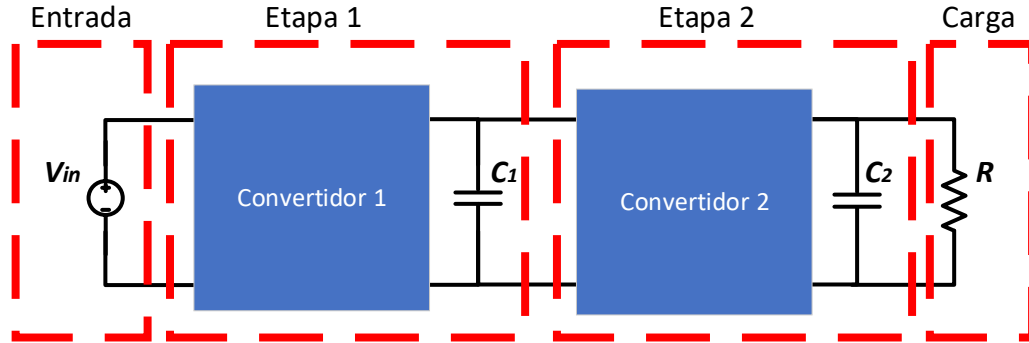 Entrada
Etapa 1
Etapa 2
Carga
Vin
Convertidor 1
C1
Convertidor 2
C2
R